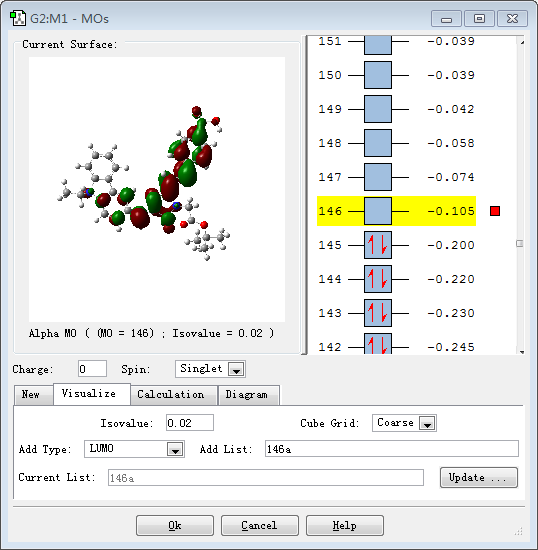 G2:M1 - MOs
Current Surface:
Alpha MO ( (MO = 146) ; Isovalue = 0.02 )
151 -0.039
150 -0.039
149 -0.042
148 -0.058
147 -0.074
146 -0.105
145 -0.200
144 -0.220
143 -0.230
142 -0.245
Charge: 0 Spin: Singlet
New Visualize Calculation Diagram
Isovalue: 0.02 Cube Grid: Coarse
Add Type: LUMO Add List: 146a
Current List: 146a Update ...
Ok Cancel Help